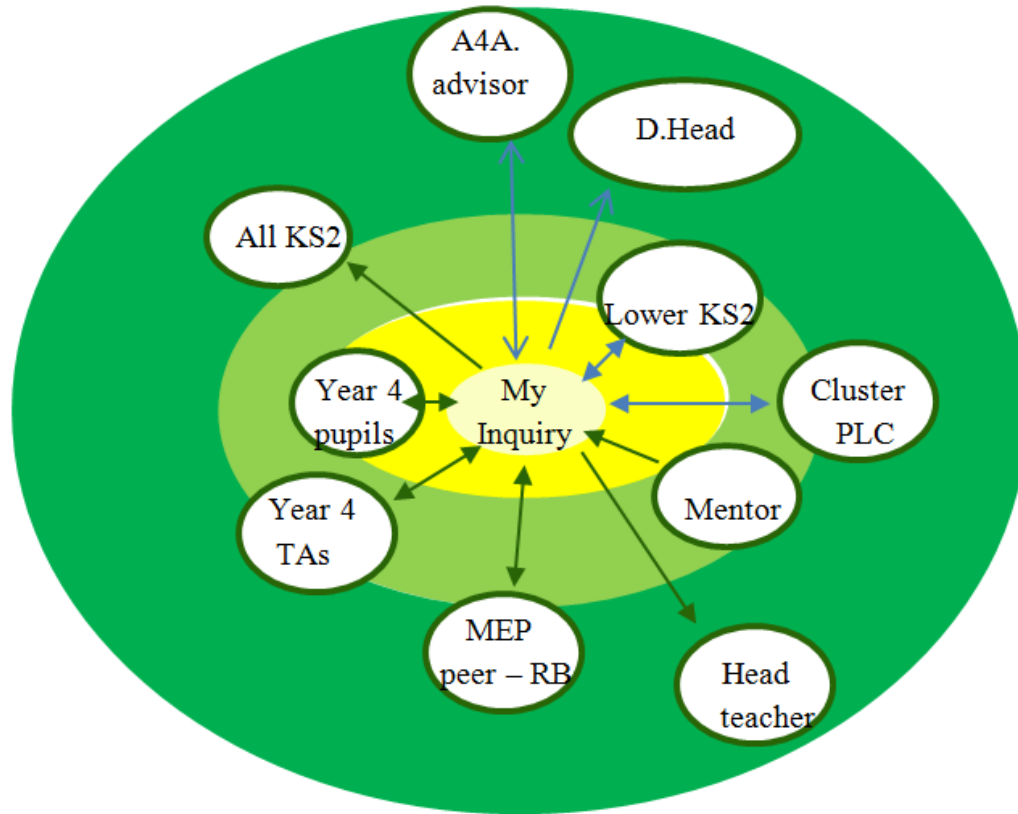 A4A.
advisor
D.Head
All KS2
Lower KS2
Year 4
pupils
My
Inquiry
Cluster
PLC
Mentor
Year 4
TAs
MEP
peer – RB
Head
teacher